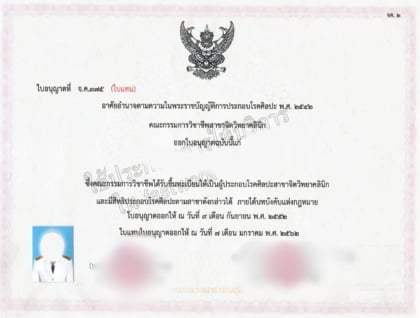 จต. ๒
ใบอนุญาตที่ จ.ค.๓๗๕ (ใบแทน)
อาศัยอำนาจตามความในพระราชบัญญัติการประกอบโรคศิลปะ พ.ศ. ๒๕๔๒
คณะกรรมการวิชาชีพสาขาจิตวิทยาคลินิก
ออกใบอนุญาตฉบับนี้แก่
ซึ่งคณะกรรมการวิชาชีพได้รับขึ้นทะเบียนให้เป็นผู้ประกอบโรคศิลปะสาขาจิตวิทยาคลินิก
และมีสิทธิประกอบโรคศิลปะตามสาขาดังกล่าวได้ ภายใต้บทบังคับแห่งกฎหมาย
ใบอนุญาตออกให้ ณ วันที่ ๙ เดือน กันยายน พ.ศ. ๒๕๕๒
ใบแทนใบอนุญาตออกให้ ณ วันที่ ๗ เดือน มกราคม พ.ศ. ๒๕๖๒